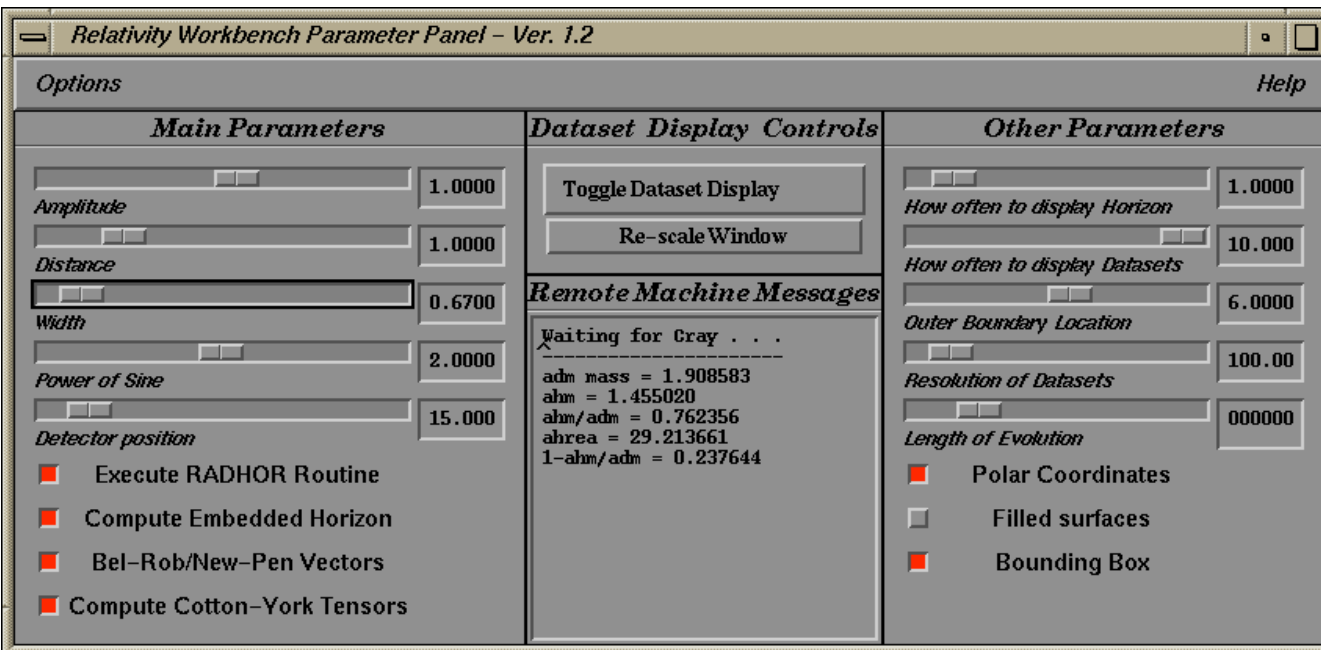 Relativity Workbench Parameter Panel – Ver. 1.2
Options
Help
Main Parameters
1.0000
Amplitude
1.0000
Distance
0.6700
Width
2.0000
Power of Sine
15.000
Detector position
Execute RADHOR Routine
Compute Embedded Horizon
Bel–Rob/New–Pen Vectors
Compute Cotton–York Tensors
Dataset Display Controls
Toggle Dataset Display
Re–scale Window
Remote Machine Messages
Waiting for Cray . . .
----------------------
adm mass = 1.908583
ahm = 1.455020
ahm/adm = 0.762356
ahrea = 29.213661
1-ahm/adm = 0.237644
Other Parameters
1.0000
How often to display Horizon
10.000
How often to display Datasets
6.0000
Outer Boundary Location
100.00
Resolution of Datasets
000000
Length of Evolution
Polar Coordinates
Filled surfaces
Bounding Box